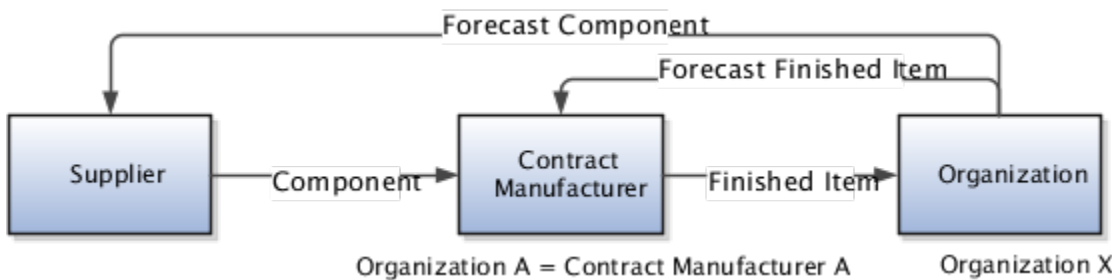 Forecast Component
Forecast Finished Item
Supplier
Component
Contract
Manufacturer
Finished Item
Organization
Organization A = Contract Manufacturer A
Organization X